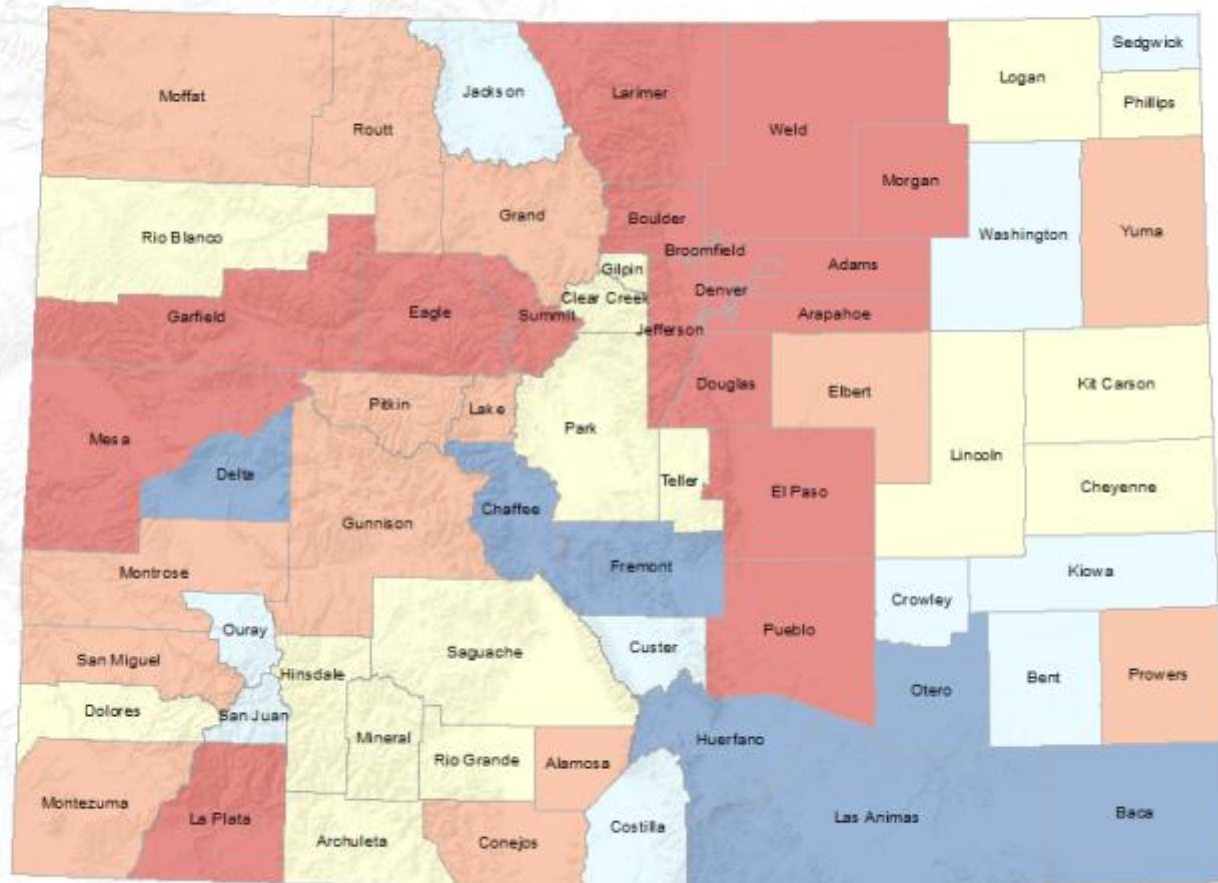 Sedgwick
Logan
Jackson
Larimer
Moffat
Phillips
Routt
Weld
Morgan
Grand
Boulder
Yuma
Washington
Rio Blanco
Broomfield
Adams
Gilpin
Denver
Clear Creek
Eagle
Summit
Arapahoe
Garfield
Jefferson
Douglas
Kit Carson
Elbert
Pitkin
Lake
Park
Mesa
Lincoln
Cheyenne
Delta
Teller
El Paso
Chaffee
Gunnison
Fremont
Kiowa
Montrose
Crowley
Ouray
Pueblo
Custer
Saguache
San Miguel
Hinsdale
Bent
Prowers
Otero
Dolores
San Juan
Mineral
Huerfano
Rio Grande
Alamosa
Montezuma
La Plata
Las Animas
Baca
Costilla
Archuleta
Conejos